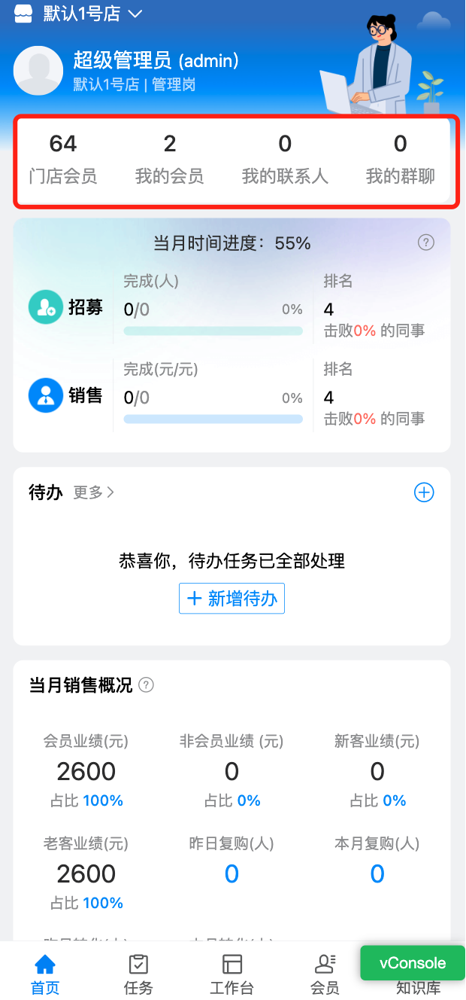 默认1号店
超级管理员 (admin)
默认1号店 | 管理岗
64 2 0 0
门店会员 我的会员 我的联系人 我的群聊
当月时间进度：55%
完成(人) 排名
招募 0/0 0% 4
击败0% 的同事
完成(元/元) 排名
销售 0/0 0% 4
击败0% 的同事
待办 更多
恭喜你，待办任务已全部处理
新增待办
当月销售概况
会员业绩(元) 非会员业绩 (元) 新客业绩(元)
2600 0 0
占比 100% 占比 0% 占比 0%
老客业绩(元) 昨日复购(人) 本月复购(人)
2600 0 0
占比 100%
vConsole
首页 任务 工作台 会员 知识库